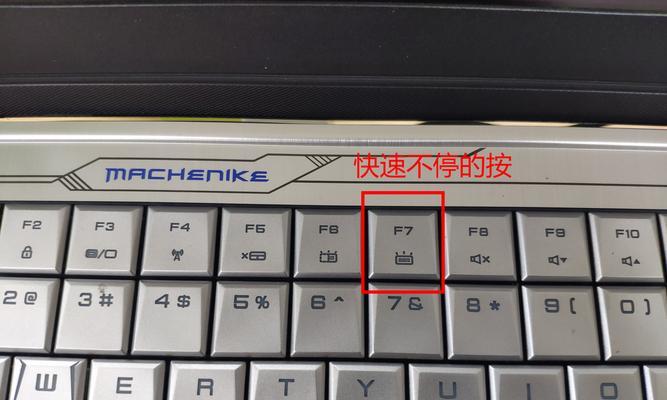 快速不停的按
MACHENIKE
F2 F3 F4 F5 F6 F7 F8 F9 F10
2 @ 3 # 4 $ 5 % 6 ^ 7 & 8 * 9 ( 0 )
W E R T Y U I O